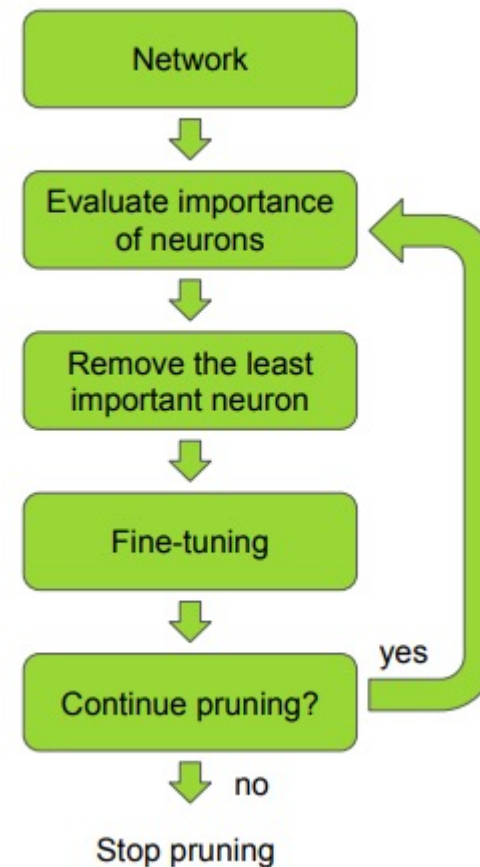 Network
Evaluate importance
of neurons
Remove the least
important neuron
Fine-tuning
Continue pruning?
yes
no
Stop pruning